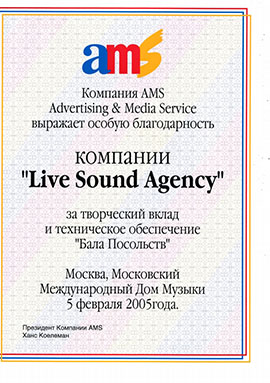 ams
Компания AMS
Advertising & Media Service
выражает особую благодарность
компании
"Live Sound Agency"
за творческий вклад
и техническое обеспечение
"Бала Посольств"
Москва, Московский
Международный Дом Музыки
5 февраля 2005года.
Президент Компании AMS
Ханс Коелеман